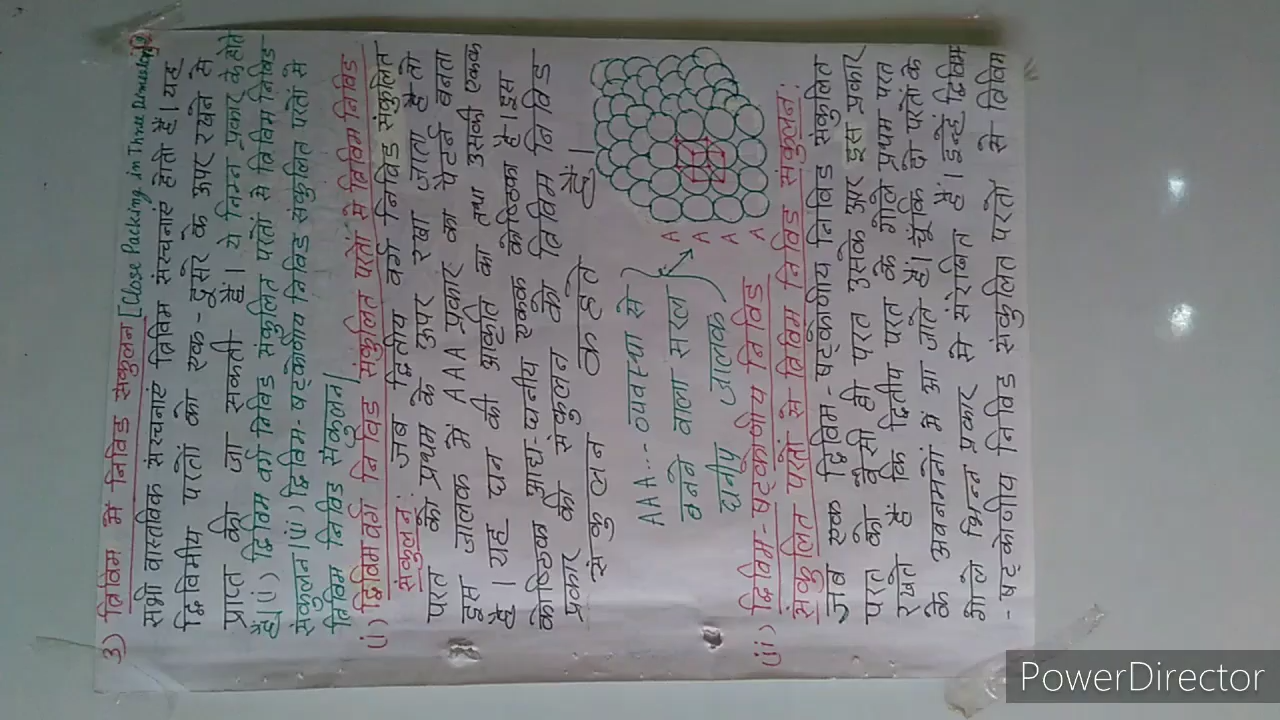 3) त्रिविम में निविड संकुलन [Close Packing in Three Dimensions]
सभी वास्तविक संरचनाएं त्रिविम संरचनाएं होती हैं। यह
द्विविमीय परतों को एक-दूसरे के ऊपर रखने से
प्राप्त की जा सकती हैं। ये निम्न प्रकार के होते
हैं।(i) द्विविम वर्ग निविड संकुलित परतों से त्रिविम निविड
संकुलन।(ii) द्विविम-षट्कोणीय निविड संकुलित परतों से
त्रिविम निविड संकुलन।
(i) द्विविम वर्ग निविड संकुलित परतों से त्रिविम निविड
संकुलन: जब द्वितीय वर्ग निविड संकुलित
परत को प्रथम के ऊपर रखा जाता है तो
इस जालक में AAA प्रकार का पैटर्न बनता
है। यह घन की आकृति का तथा उसकी एकक
कोष्ठिका आद्य-घनीय एकक कोष्ठिका है। इस
प्रकार के संकुलन को त्रिविम निविड
संकुलन कहते हैं।
AAA... व्यवस्था से
बनने वाला सरल
घनीय जालक
A
A
A
A
(ii) द्विविम-षट्कोणीय निविड
संकुलित परतों से त्रिविम निविड संकुलन:
जब एक द्विविम-षट्कोणीय निविड संकुलित
परत को वैसी ही परत उसके ऊपर इस प्रकार
रखते हैं कि द्वितीय परत के गोले प्रथम परत
के अवनमनों में आ जाते हैं। चूंकि दो परतों के
गोले भिन्न प्रकार से संरेखित हैं। इन्हें द्विविम
-षट्कोणीय निविड संकुलित परतों से त्रिविम
PowerDirector